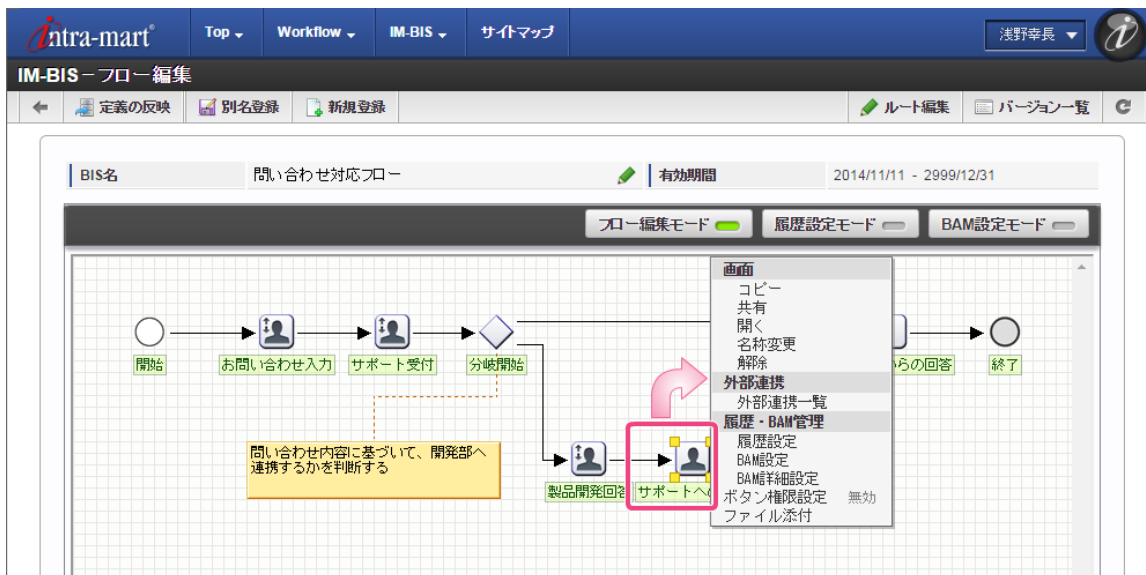 intra-mart®
Top
Workflow
IM-BIS
サイトマップ
浅野幸長
IM-BIS－フロー編集
定義の反映
別名登録
新規登録
ルート編集
バージョン一覧
BIS名
問い合わせ対応フロー
有効期間
2014/11/11 - 2999/12/31
フロー編集モード
履歴設定モード
BAM設定モード
画面
コピー
共有
開く
名称変更
解除
外部連携
外部連携一覧
履歴・BAM管理
履歴設定
BAM設定
BAM詳細設定
ボタン権限設定 無効
ファイル添付
開始
お問い合わせ入力
サポート受付
分岐開始
からの回答
終了
問い合わせ内容に基づいて、開発部へ
連携するかを判断する
製品開発回答
サポートへ